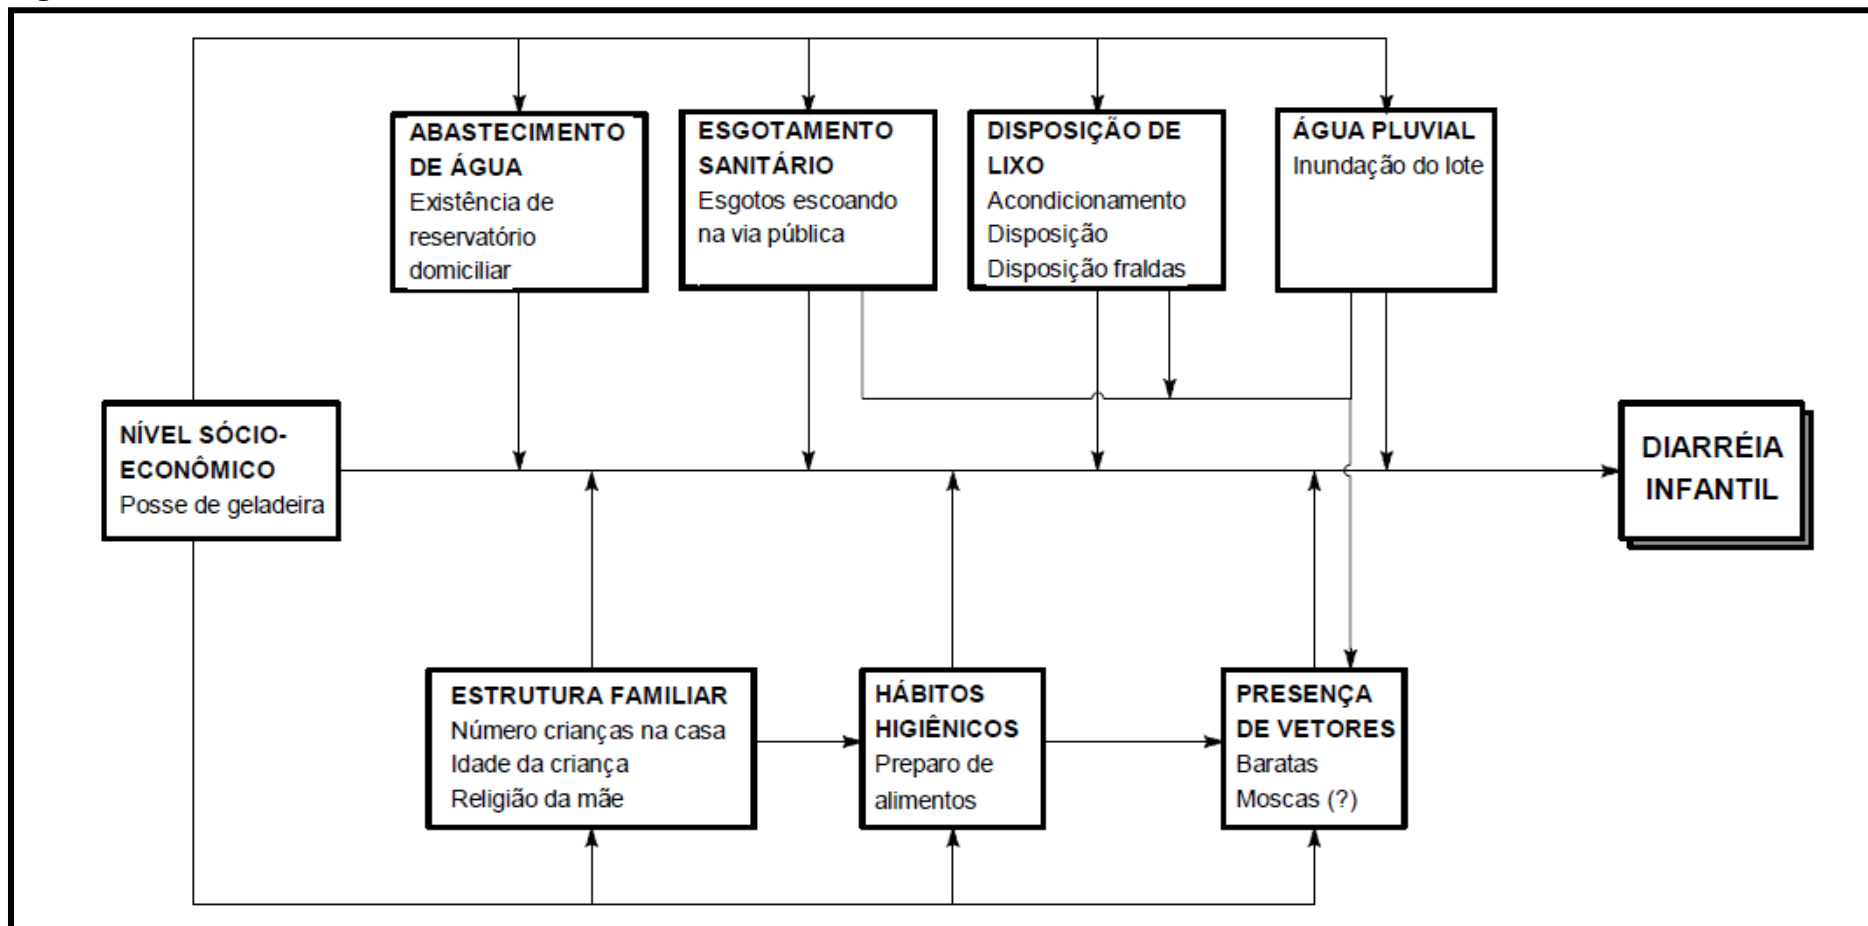 ABASTECIMENTO
DE ÁGUA
Existência de
reservatório
domiciliar
ESGOTAMENTO
SANITÁRIO
Esgotos escoando
na via pública
DISPOSIÇÃO DE
LIXO
Acondicionamento
Disposição
Disposição fraldas
ÁGUA PLUVIAL
Inundação do lote
NÍVEL SÓCIO-
ECONÔMICO
Posse de geladeira
DIARRÉIA
INFANTIL
ESTRUTURA FAMILIAR
Número crianças na casa
Idade da criança
Religião da mãe
HÁBITOS
HIGIÊNICOS
Preparo de
alimentos
PRESENÇA
DE VETORES
Baratas
Moscas (?)